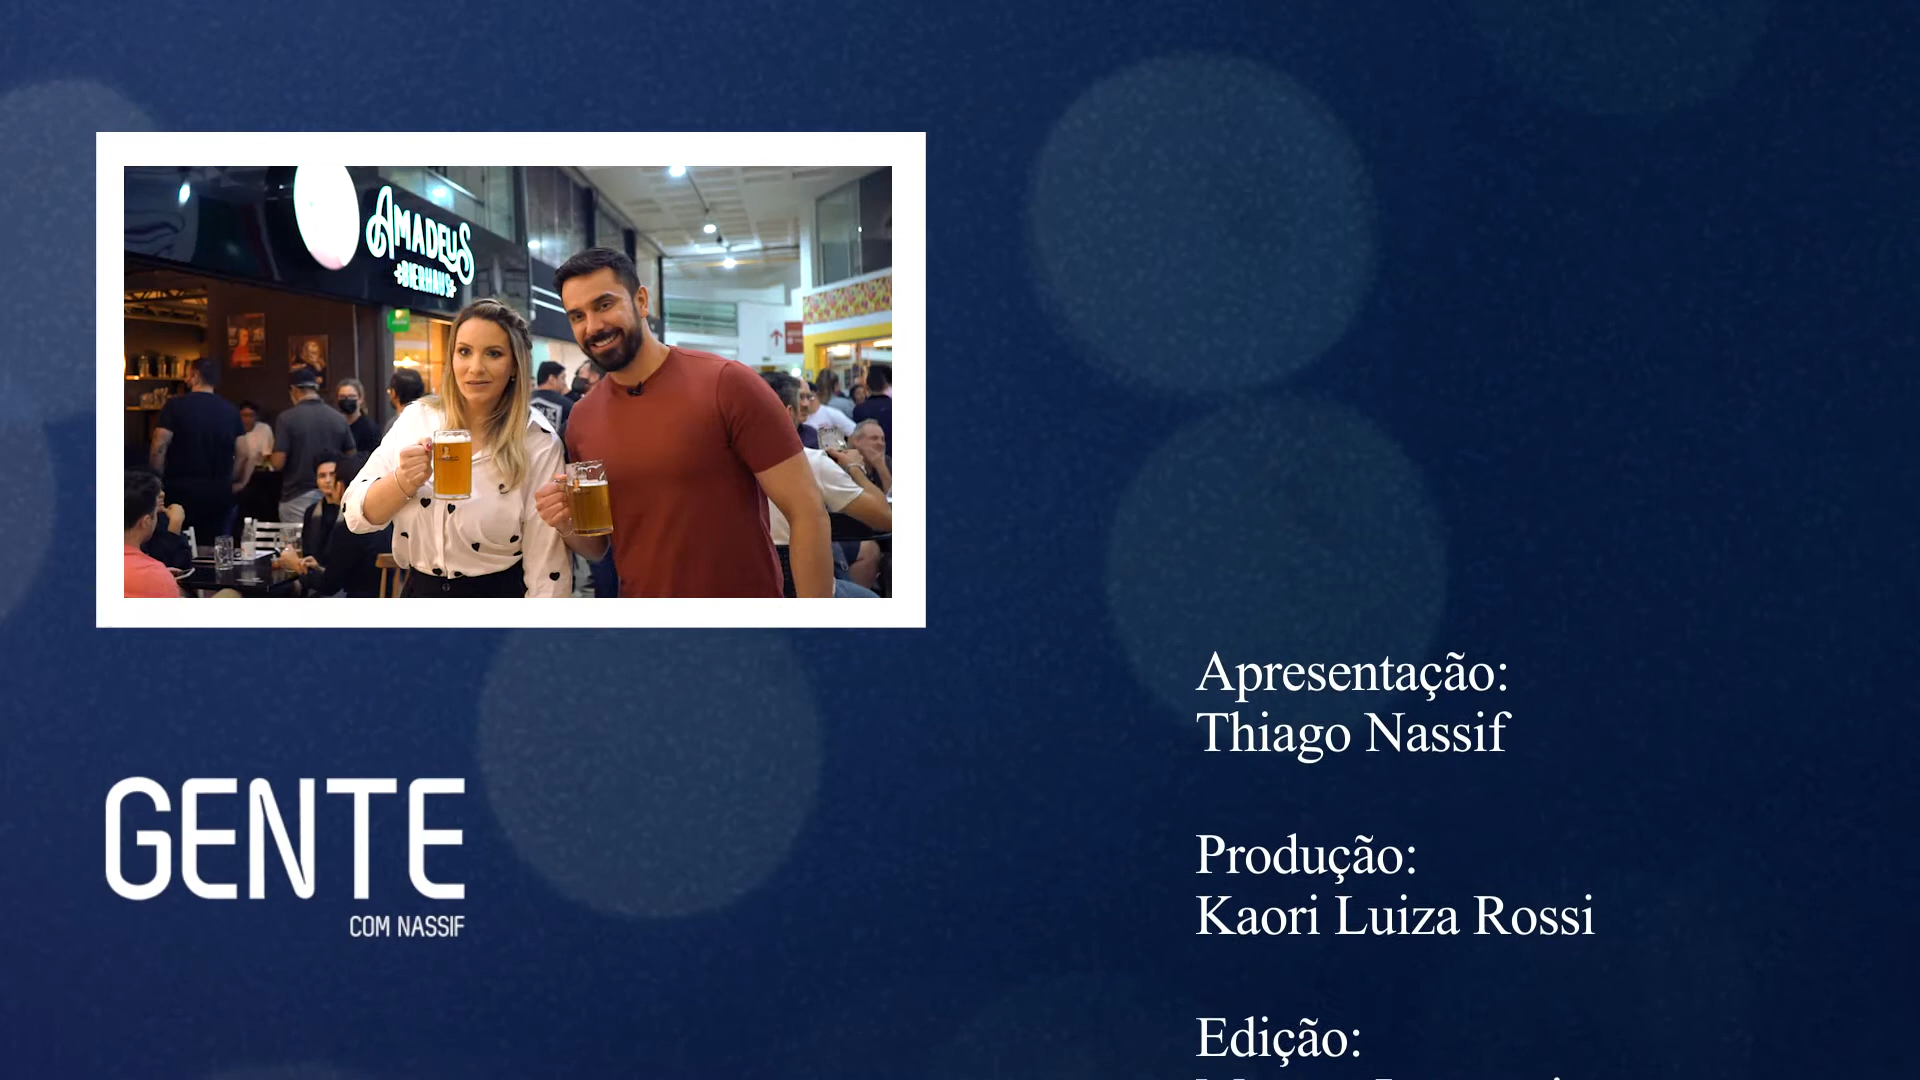 AMADEUS
BIERHAUS
GENTE
COM NASSIF
Apresentação:
Thiago Nassif
Produção:
Kaori Luiza Rossi
Edição: